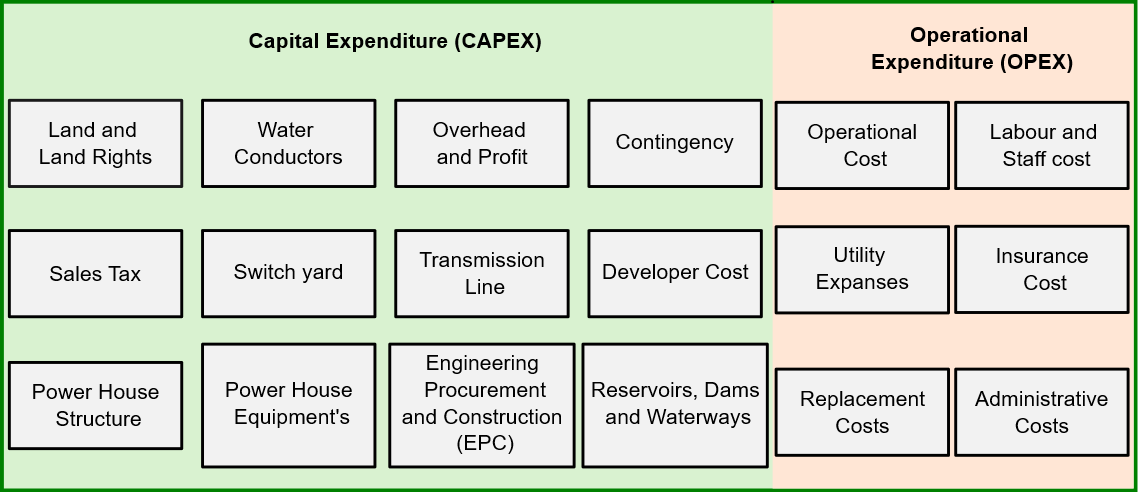 Capital Expenditure (CAPEX)
Operational
Expenditure (OPEX)
Land and
Land Rights
Water
Conductors
Overhead
and Profit
Contingency
Operational
Cost
Labour and
Staff cost
Sales Tax
Switch yard
Transmission
Line
Developer Cost
Utility
Expanses
Insurance
Cost
Power House
Structure
Power House
Equipment's
Engineering
Procurement
and Construction
(EPC)
Reservoirs, Dams
and Waterways
Replacement
Costs
Administrative
Costs